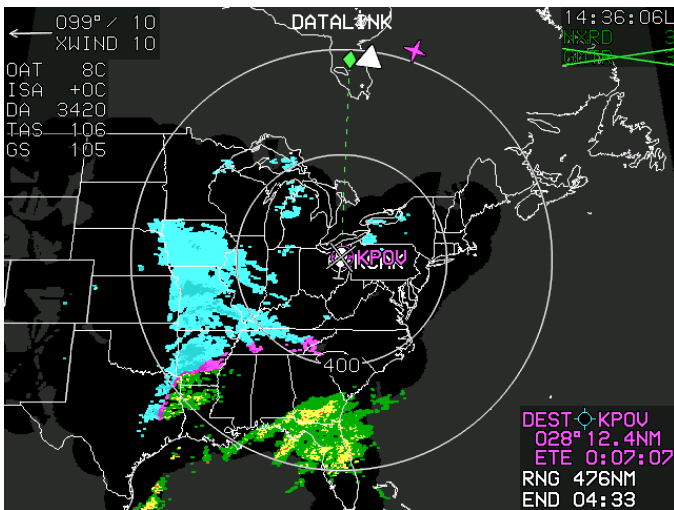 099°/ 10
XWIND 10
OAT 8C
ISA +0C
DA 3420
TAS 106
GS 105
DATALINK
14:36:06L
NXRD 3
KPOV
400
DEST KPOV
028° 12.4NM
ETE 0:07:07
RNG 476NM
END 04:33